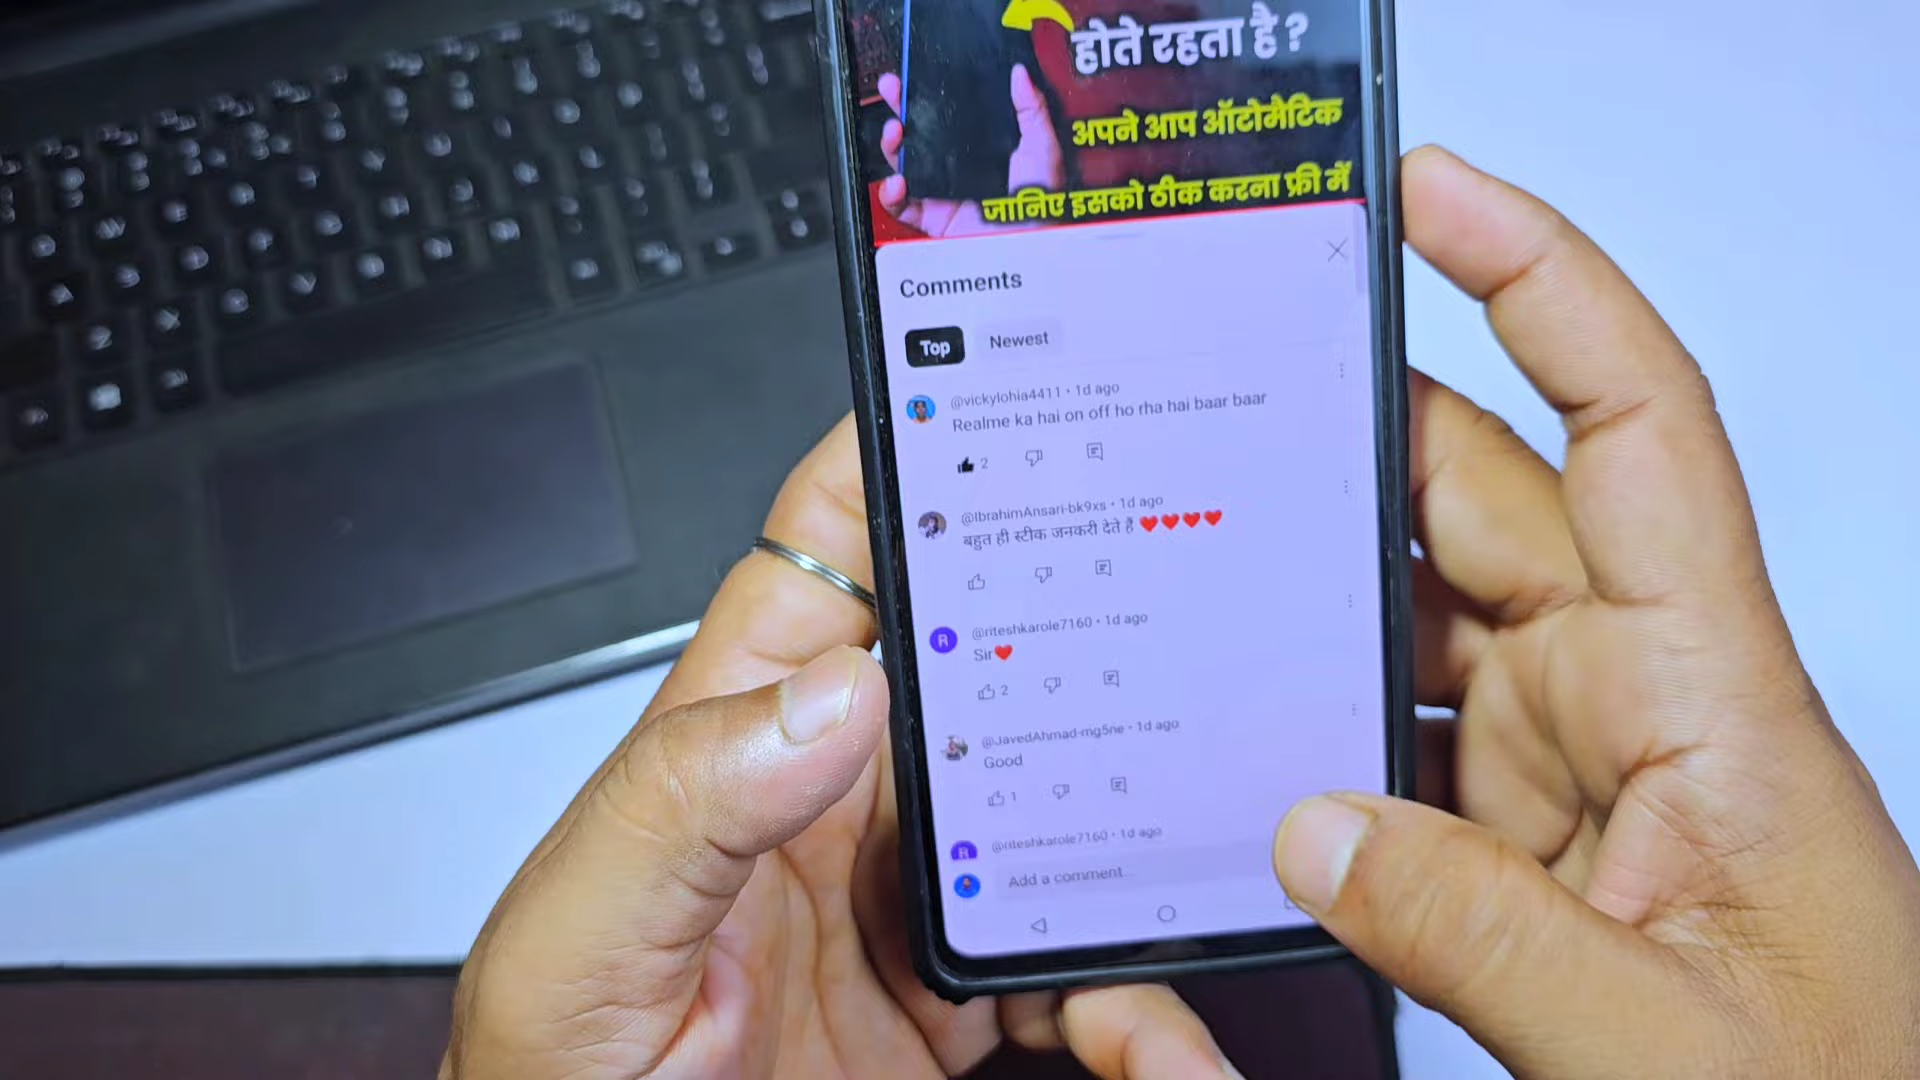 होते रहता है ?
अपने आप ऑटोमैटिक
जानिए इसको ठीक करना फ्री में
Comments
Top
Newest
@vickylohia4411 • 1d ago
Realme ka hai on off ho rha hai baar baar
2
@IbrahimAnsari-bk9xs • 1d ago
बहुत ही स्टीक जनकरी देते हैं ❤❤❤❤
R
@riteshkarole7160 • 1d ago
Sir❤
2
@JavedAhmad-mg5ne • 1d ago
Good
1
R
@riteshkarole7160 • 1d ago
Add a comment...